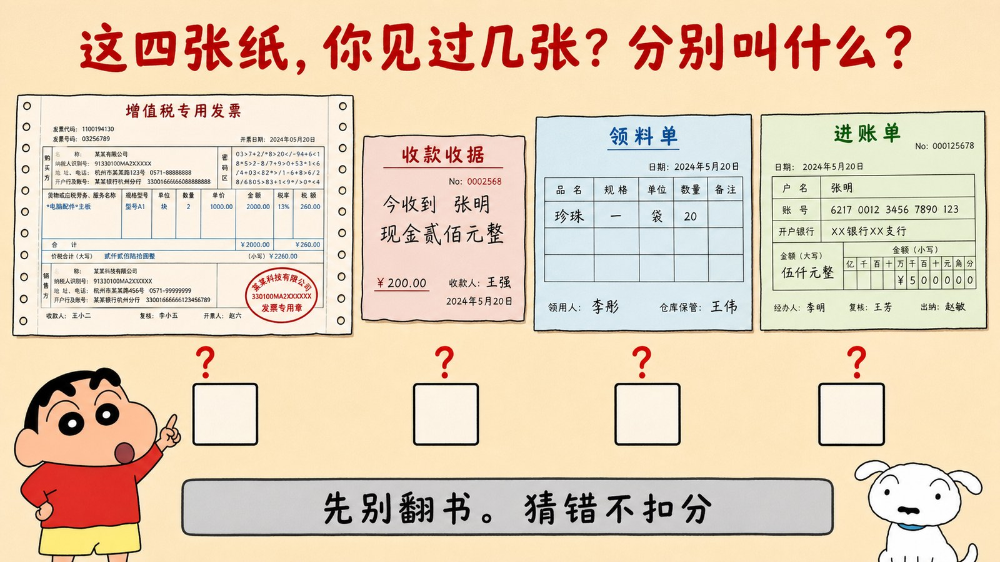 这四张纸，你见过几张？分别叫什么？
增值税专用发票
发票代码： 1100194130
发票号码： 03256789
开票日期： 2024年05月20日
购买方
名 称： 某某有限公司
纳税人识别号： 91330100MA2XXXXX
地 址、电话： 杭州市某某路123号 0571-88888888
开户行及账号： 某某银行杭州分行 3300166666608888888
密码区
03>7+2/*8>20</-94+6<1
8*5>2-8/7+9>0+53*1<6
/4+03<82*>/1-6+8>6/2
8/6805>83+1<9*/>0*<4
货物或应税劳务、服务名称 规格型号 单位 数量 单价 金额 税率 税额
*电脑配件*主板 型号A1 块 2 1000.00 2000.00 13% 260.00
合 计 ￥2000.00 ￥260.00
价税合计（大写） 贰仟贰佰陆拾圆整 （小写）￥2260.00
销售方
名 称： 某某科技有限公司
纳税人识别号： 91330100MA2XXXXX
地 址、电话： 杭州市某某路456号 0571-99999999
开户行及账号： 某某银行杭州分行 33001666666123456789
某某科技有限公司
330100MA2XXXXXX
发票专用章
收款人： 王小二 复核： 李小五 开票人： 赵六
收款收据
No: 0002568
今收到 张明
现金贰佰元整
￥200.00 收款人： 王强
2024年5月20日
领料单
日期： 2024年5月20日
品名 规格 单位 数量 备注
珍珠 一 袋 20
领用人： 李彤 仓库保管： 王伟
进账单
No: 000125678
日期： 2024年5月20日
户 名 张明
账 号 6217 0012 3456 7890 123
开户银行 XX银行XX支行
金额（大写） 伍仟元整
金额（小写）
亿 千 百 十 万 千 百 十 元 角 分
￥ 5 0 0 0 0 0
经办人： 李明 复核： 王芳 出纳： 赵敏
? ? ? ?
先别翻书。猜错不扣分